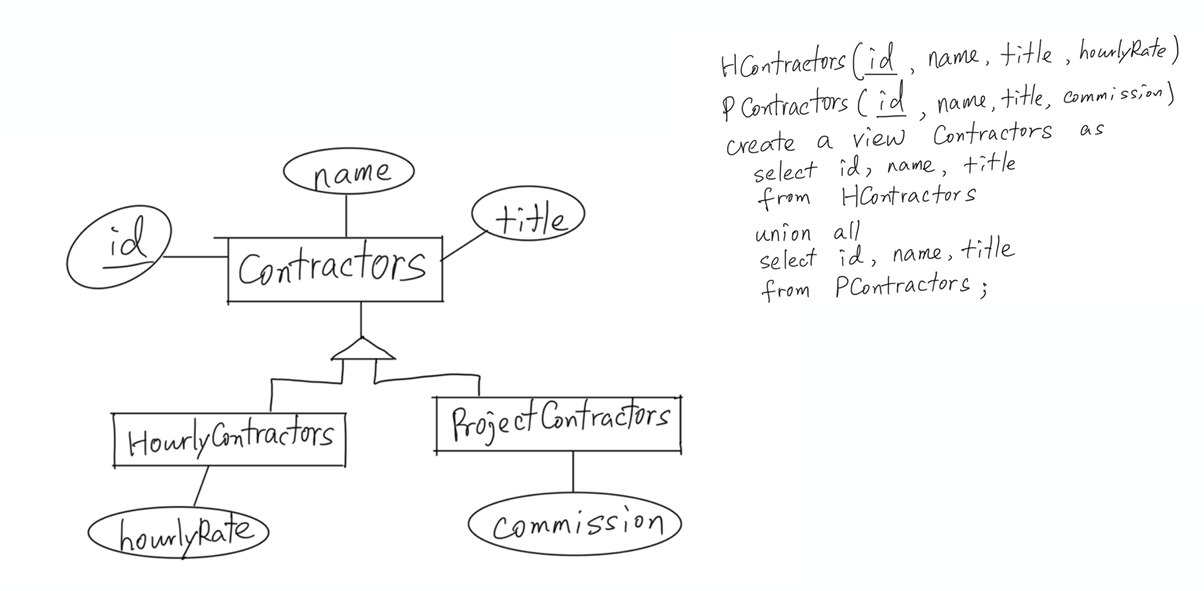 name
id
title
Contractors
HourlyContractors
ProjectContractors
hourlyRate
commission
HContractors(id, name, title, hourlyRate)
PContractors(id, name, title, commission)
create a view Contractors as
select id, name, title
from HContractors
union all
select id, name, title
from PContractors;